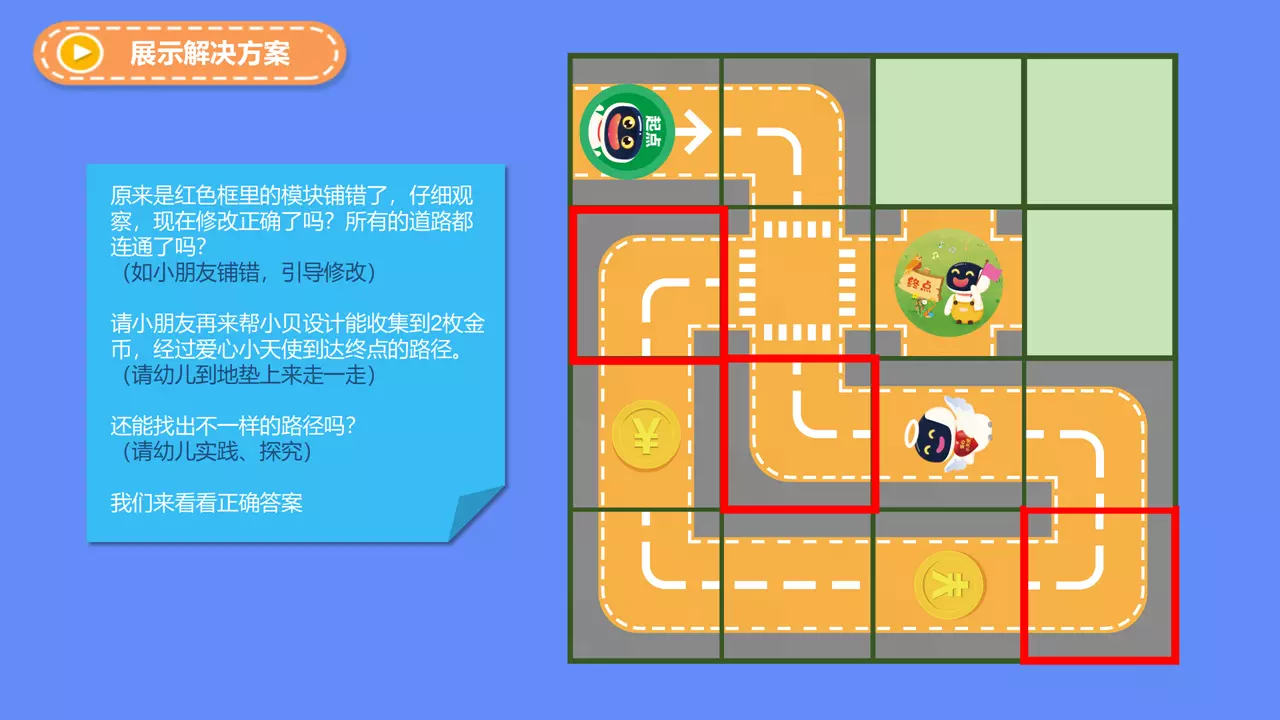 展示解决方案
原来是红色框里的模块铺错了，仔细观
察，现在修改正确了吗？所有的道路都
连通了吗？
（如小朋友铺错，引导修改）
请小朋友再来帮小贝设计能收集到2枚金
币，经过爱心小天使到达终点的路径。
（请幼儿到地垫上来走一走）
还能找出不一样的路径吗？
（请幼儿实践、探究）
我们来看看正确答案
起点
终点
¥
¥